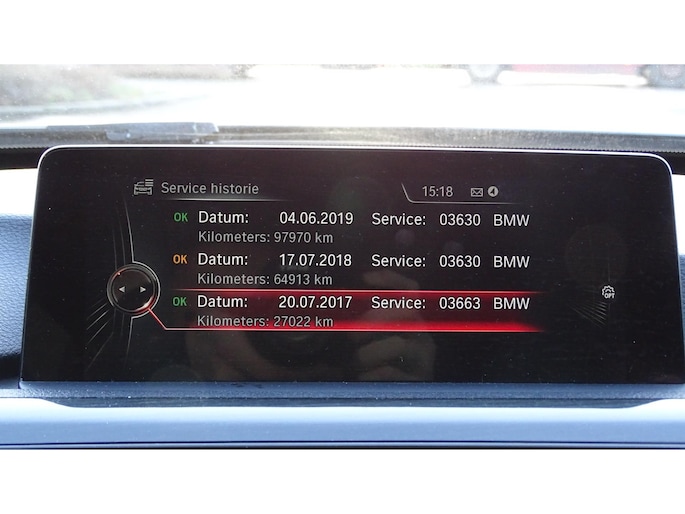 Service historie 15:18
OK Datum: 04.06.2019 Service: 03630 BMW
Kilometers: 97970 km
OK Datum: 17.07.2018 Service: 03630 BMW
Kilometers: 64913 km
OK Datum: 20.07.2017 Service: 03663 BMW
Kilometers: 27022 km
OPT